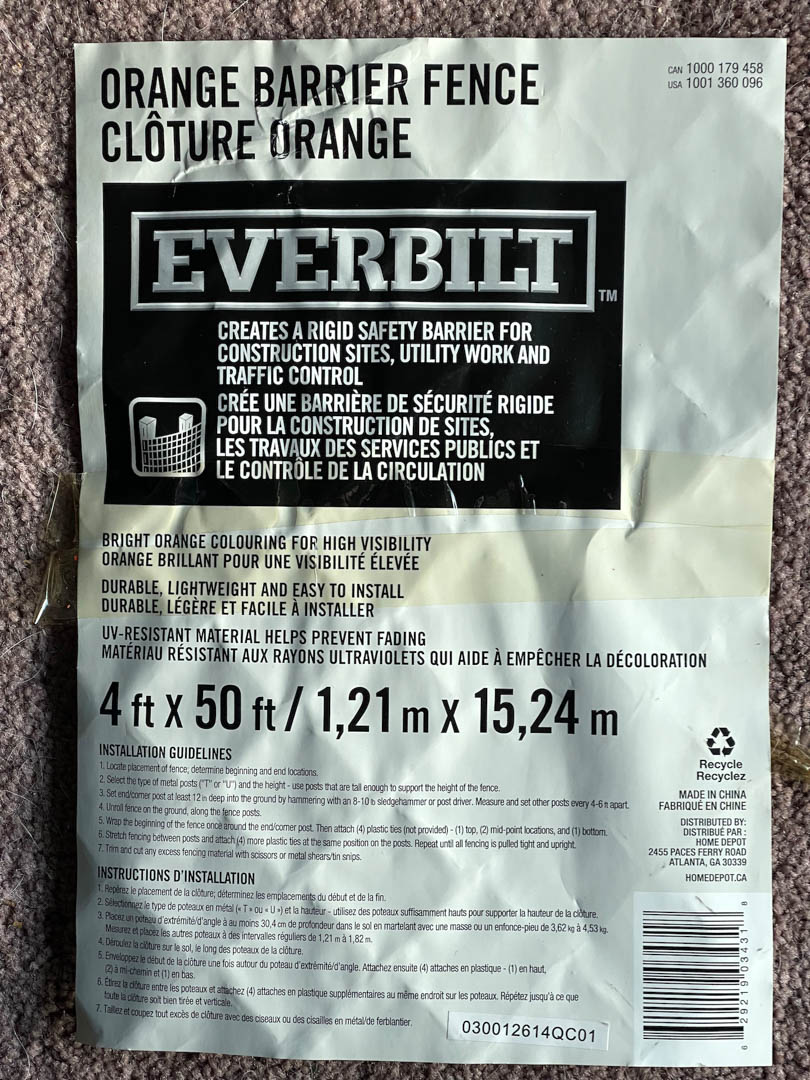 ORANGE BARRIER FENCE
CLÔTURE ORANGE
CAN 1000 179 458
USA 1001 360 096
EVERBILT
TM
CREATES A RIGID SAFETY BARRIER FOR
CONSTRUCTION SITES, UTILITY WORK AND
TRAFFIC CONTROL
CRÉE UNE BARRIÈRE DE SÉCURITÉ RIGIDE
POUR LA CONSTRUCTION DE SITES,
LES TRAVAUX DES SERVICES PUBLICS ET
LE CONTRÔLE DE LA CIRCULATION
BRIGHT ORANGE COLOURING FOR HIGH VISIBILITY
ORANGE BRILLANT POUR UNE VISIBILITÉ ÉLEVÉE
DURABLE, LIGHTWEIGHT AND EASY TO INSTALL
DURABLE, LÉGÈRE ET FACILE À INSTALLER
UV-RESISTANT MATERIAL HELPS PREVENT FADING
MATÉRIAU RÉSISTANT AUX RAYONS ULTRAVIOLETS QUI AIDE À EMPÊCHER LA DÉCOLORATION
4 ft X 50 ft / 1,21 m X 15,24 m
INSTALLATION GUIDELINES
1. Locate placement of fence; determine beginning and end locations.
2. Select the type of metal posts ("T" or "U") and the height - use posts that are tall enough to support the height of the fence.
3. Set end/corner post at least 12 in deep into the ground by hammering with an 8-10 lb sledgehammer or post driver. Measure and set other posts every 4-6 ft apart.
4. Unroll fence on the ground, along the fence posts.
5. Wrap the beginning of the fence once around the end/corner post. Then attach (4) plastic ties (not provided) - (1) top, (2) mid-point locations, and (1) bottom.
6. Stretch fencing between posts and attach (4) more plastic ties at the same position on the posts. Repeat until all fencing is pulled tight and upright.
7. Trim and cut any excess fencing material with scissors or metal shears/tin snips.
INSTRUCTIONS D'INSTALLATION
1. Repérez le placement de la clôture; déterminez les emplacements du début et de la fin.
2. Sélectionnez le type de poteaux en métal (« T » ou « U ») et la hauteur - utilisez des poteaux suffisamment hauts pour supporter la hauteur de la clôture.
3. Placez un poteau d'extrémité/d'angle à au moins 30,4 cm de profondeur dans le sol en martelant avec une masse ou un enfonce-pieu de 3,62 kg à 4,53 kg.
Mesurez et placez les autres poteaux à des intervalles réguliers de 1,21 m à 1,82 m.
4. Déroulez la clôture sur le sol, le long des poteaux de la clôture.
5. Enveloppez le début de la clôture une fois autour du poteau d'extrémité/d'angle. Attachez ensuite (4) attaches en plastique - (1) en haut,
(2) à mi-chemin et (1) en bas.
6. Étirez la clôture entre les poteaux et attachez (4) attaches en plastique supplémentaires au même endroit sur les poteaux. Répétez jusqu'à ce que
toute la clôture soit bien tirée et verticale.
7. Taillez et coupez tout excès de clôture avec des ciseaux ou des cisailles en métal/de ferblantier.
Recycle
Recyclez
MADE IN CHINA
FABRIQUÉ EN CHINE
DISTRIBUTED BY:
DISTRIBUÉ PAR :
HOME DEPOT
2455 PACES FERRY ROAD
ATLANTA, GA 30339
HOMEDEPOT.CA
6 29219 03431 8
030012614QC01